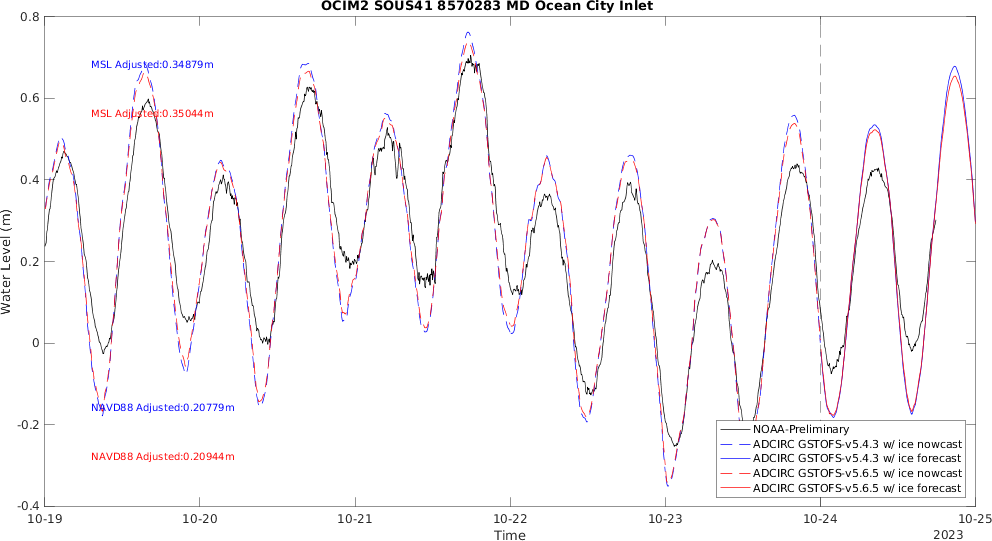 OCIM2 SOUS41 8570283 MD Ocean City Inlet
0.8
0.6
0.4
0.2
0
-0.2
-0.4
Water Level (m)
MSL Adjusted:0.34879m
MSL Adjusted:0.35044m
NAVD88 Adjusted:0.20779m
NAVD88 Adjusted:0.20944m
NOAA-Preliminary
ADCIRC GSTOFS-v5.4.3 w/ ice nowcast
ADCIRC GSTOFS-v5.4.3 w/ ice forecast
ADCIRC GSTOFS-v5.6.5 w/ ice nowcast
ADCIRC GSTOFS-v5.6.5 w/ ice forecast
10-19 10-20 10-21 10-22 10-23 10-24 10-25
Time
2023